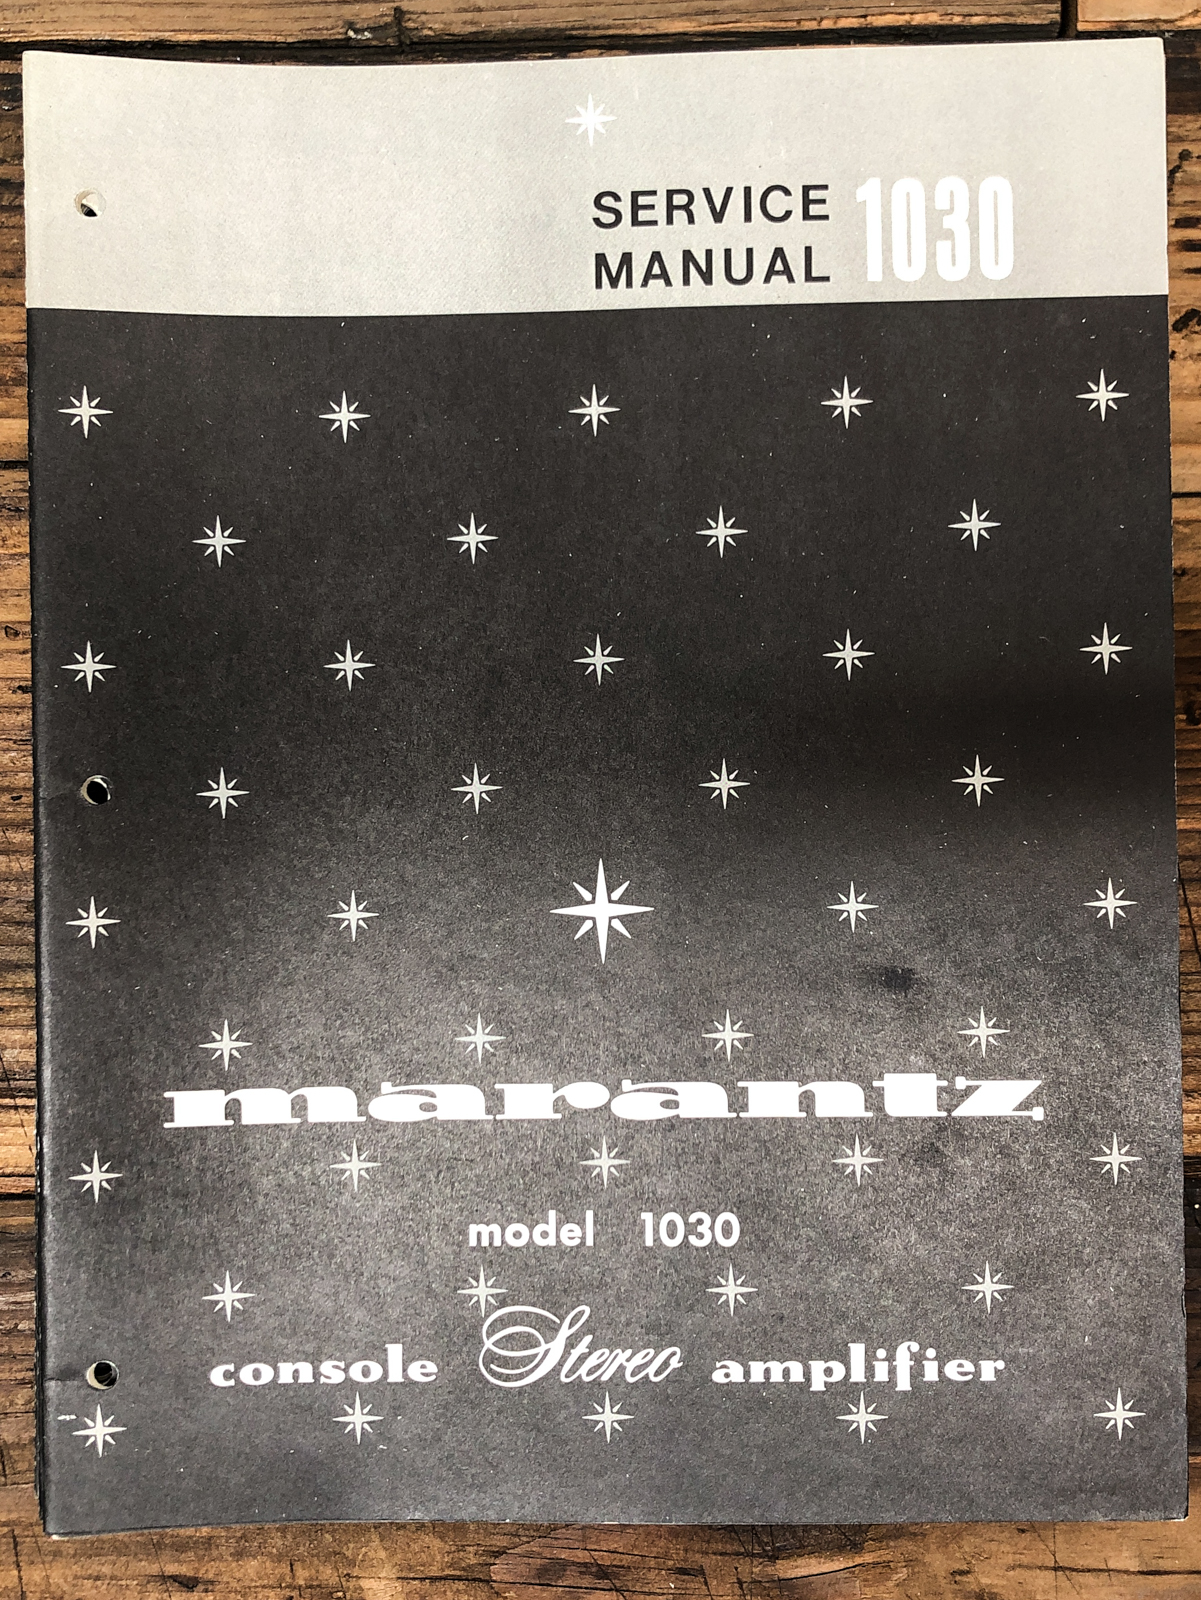 SERVICE
MANUAL 1030
marantz
model 1030
console Stereo amplifier